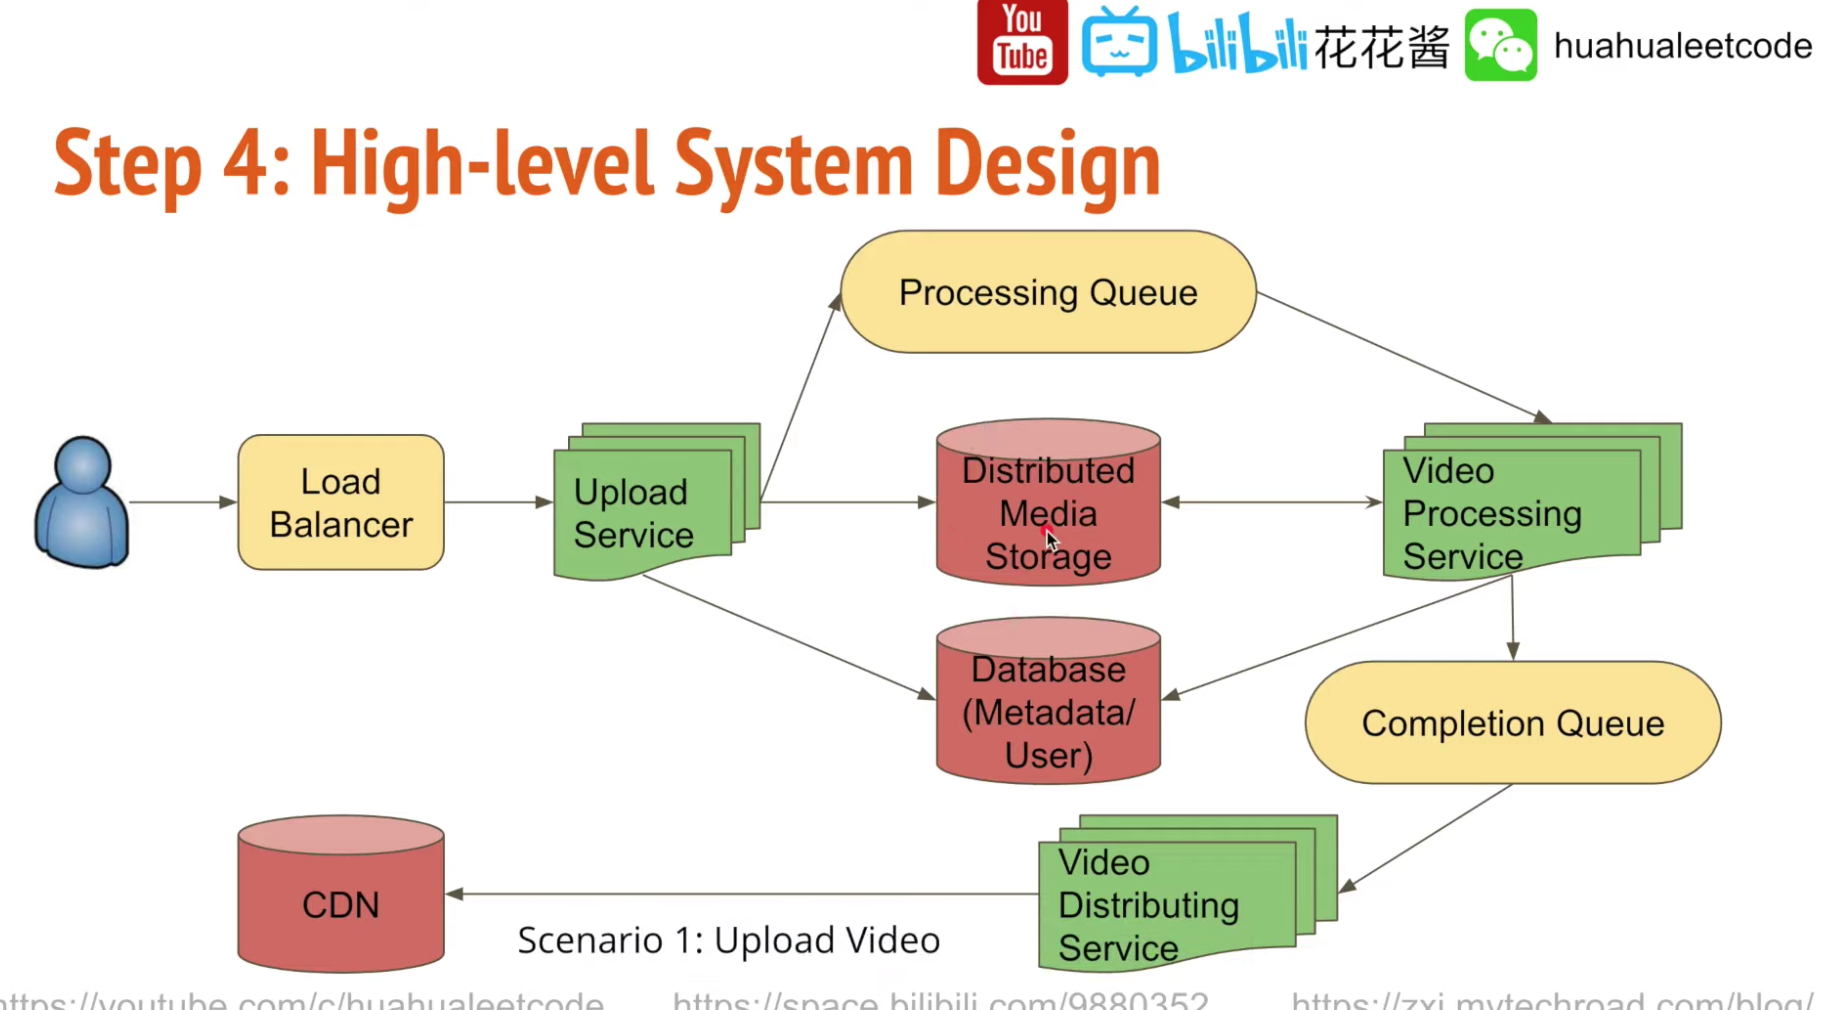 You
Tube
bilibili 花花酱 huahualeetcode
Step 4: High-level System Design
Processing Queue
Load
Balancer
Upload
Service
Distributed
Media
Storage
Video
Processing
Service
Database
(Metadata/
User)
Completion Queue
CDN
Video
Distributing
Service
Scenario 1: Upload Video
https://youtube.com/c/huahualeetcode https://space.bilibili.com/9880352 https://zxi.mytechroad.com/blog/